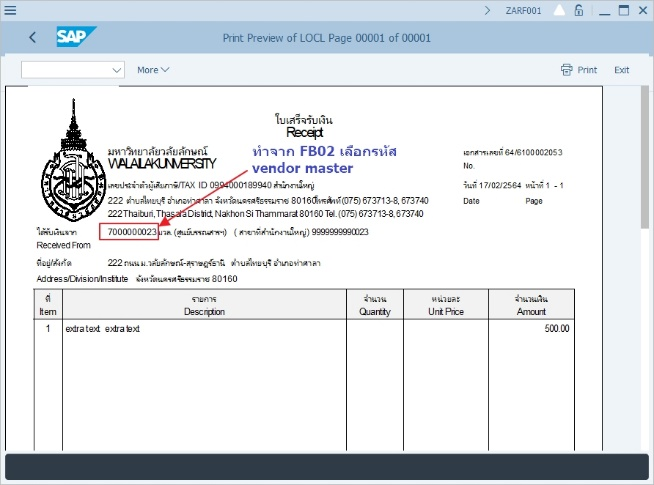 ZARF001
SAP
Print Preview of LOCL Page 00001 of 00001
More
Print
Exit
ใบเสร็จรับเงิน
Receipt
ทำจาก FB02 เลือกรหัส
vendor master
มหาวิทยาลัยวลัยลักษณ์
WALAILAKUNIVERSITY
เอกสารเลขที่ 64/6100002053
No.
เลขประจำตัวผู้เสียภาษี/TAX ID 0994000189940 สำนักงานใหญ่
วันที่ 17/02/2564 หน้าที่ 1 - 1
222 ตำบลไทยบุรี อำเภอท่าศาลา จังหวัดนครศรีธรรมราช 80160โทรศัพท์(075) 673713-8, 673740
Date Page
222 Thaiburi, Thasala District, Nakhon Si Thammarat 80160 Tel. (075) 673713-8, 673740
ได้รับเงินจาก 7000000023 มวล. (ศูนย์บรรณสารฯ) ( สาขาที่สำนักงานใหญ่) 9999999990023
Received From
ที่อยู่/สังกัด 222 ถนน ม.วลัยลักษณ์-สุราษฎร์ธานี ตำบลไทยบุรี อำเภอท่าศาลา
Address/Division/Institute จังหวัดนครศรีธรรมราช 80160
ที่ รายการ จำนวน หน่วยละ จำนวนเงิน
Item Description Quantity Unit Price Amount
1 extra text extra text 500.00